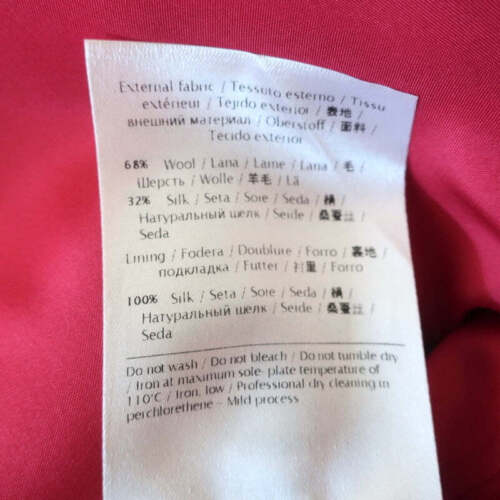 External fabric / Tessuto esterno / Tissu
extérieur / Tejido exterior / 表地 /
внешний материал / Oberstoff / 面料 /
Tecido exterior
68% Wool / Lana / Laine / Lana / 毛 /
Шерсть / Wolle / 羊毛 / Lã
32% Silk / Seta / Soie / Seda / 絹 /
Натуральный шелк / Seide / 桑蚕丝 /
Seda
Lining / Fodera / Doublure / Forro / 裏地 /
подкладка / Futter / 衬里 / Forro
100% Silk / Seta / Soie / Seda / 絹 /
Натуральный шелк / Seide / 桑蚕丝 /
Seda
Do not wash / Do not bleach / Do not tumble dry
/ Iron at maximum sole- plate temperature of
110°C / Iron, low / Professional dry cleaning in
perchlorethene - Mild process